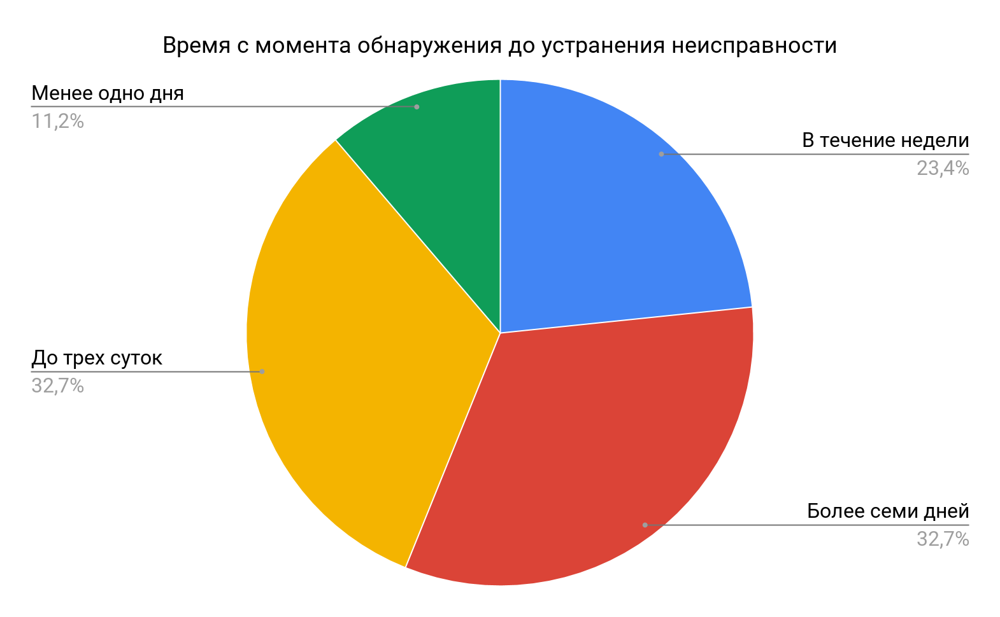 Время с момента обнаружения до устранения неисправности
Менее одно дня
11,2%
В течение недели
23,4%
До трех суток
32,7%
Более семи дней
32,7%